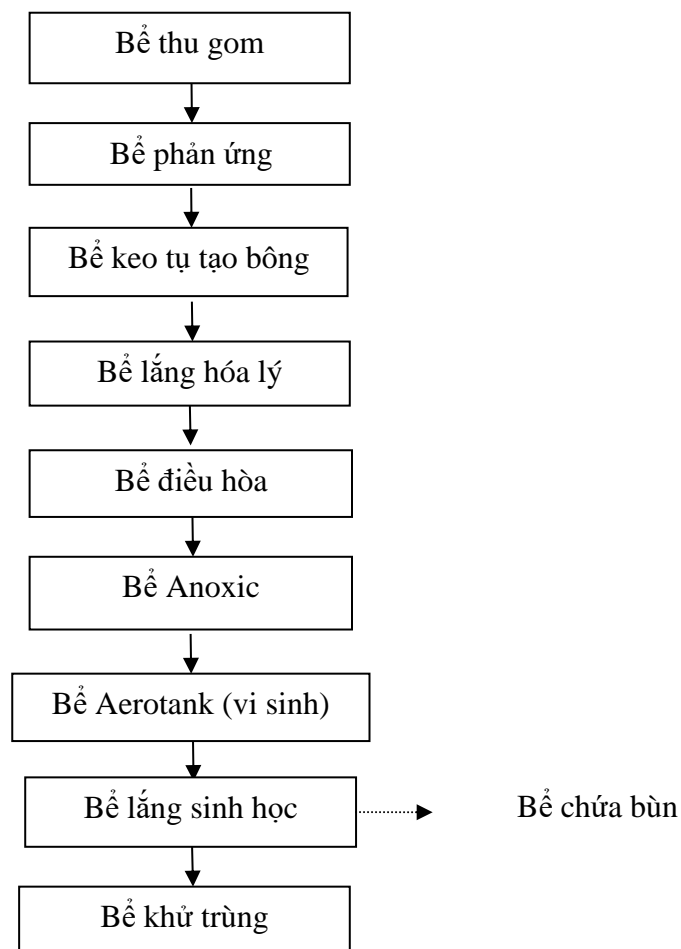 Bể thu gom
Bể phản ứng
Bể keo tụ tạo bông
Bể lắng hóa lý
Bể điều hòa
Bể Anoxic
Bể Aerotank (vi sinh)
Bể lắng sinh học
Bể chứa bùn
Bể khử trùng